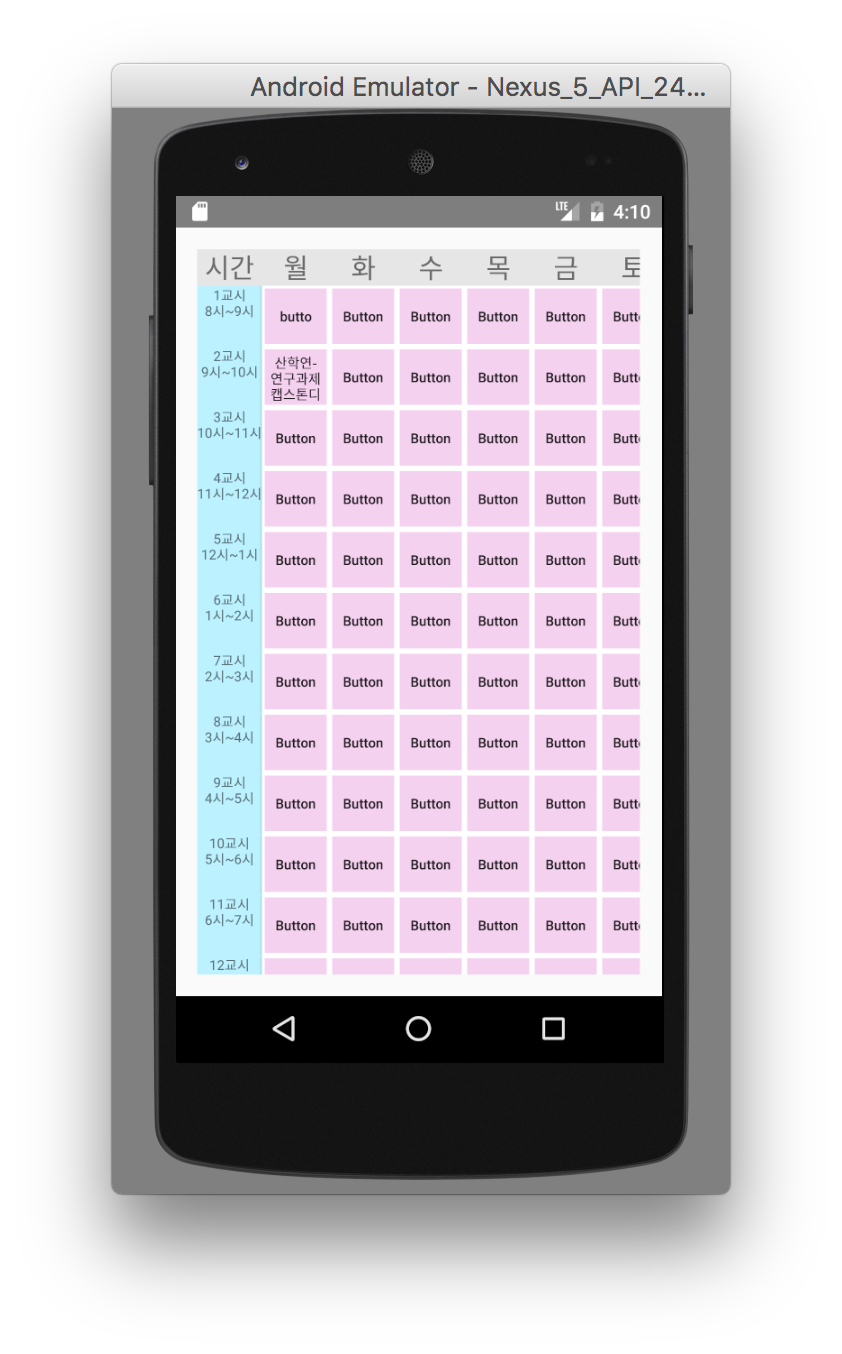 Android Emulator - Nexus_5_API_24...
LTE 4:10
시간 월 화 수 목 금 토
1교시
8시~9시
butto Button Button Button Button Butt
2교시
9시~10시
산학연-
연구과제
캡스톤디
Button Button Button Button Butt
3교시
10시~11시
Button Button Button Button Button Butt
4교시
11시~12시
Button Button Button Button Button Butt
5교시
12시~1시
Button Button Button Button Button Butt
6교시
1시~2시
Button Button Button Button Button Butt
7교시
2시~3시
Button Button Button Button Button Butt
8교시
3시~4시
Button Button Button Button Button Butt
9교시
4시~5시
Button Button Button Button Button Butt
10교시
5시~6시
Button Button Button Button Button Butt
11교시
6시~7시
Button Button Button Button Button Butt
12교시